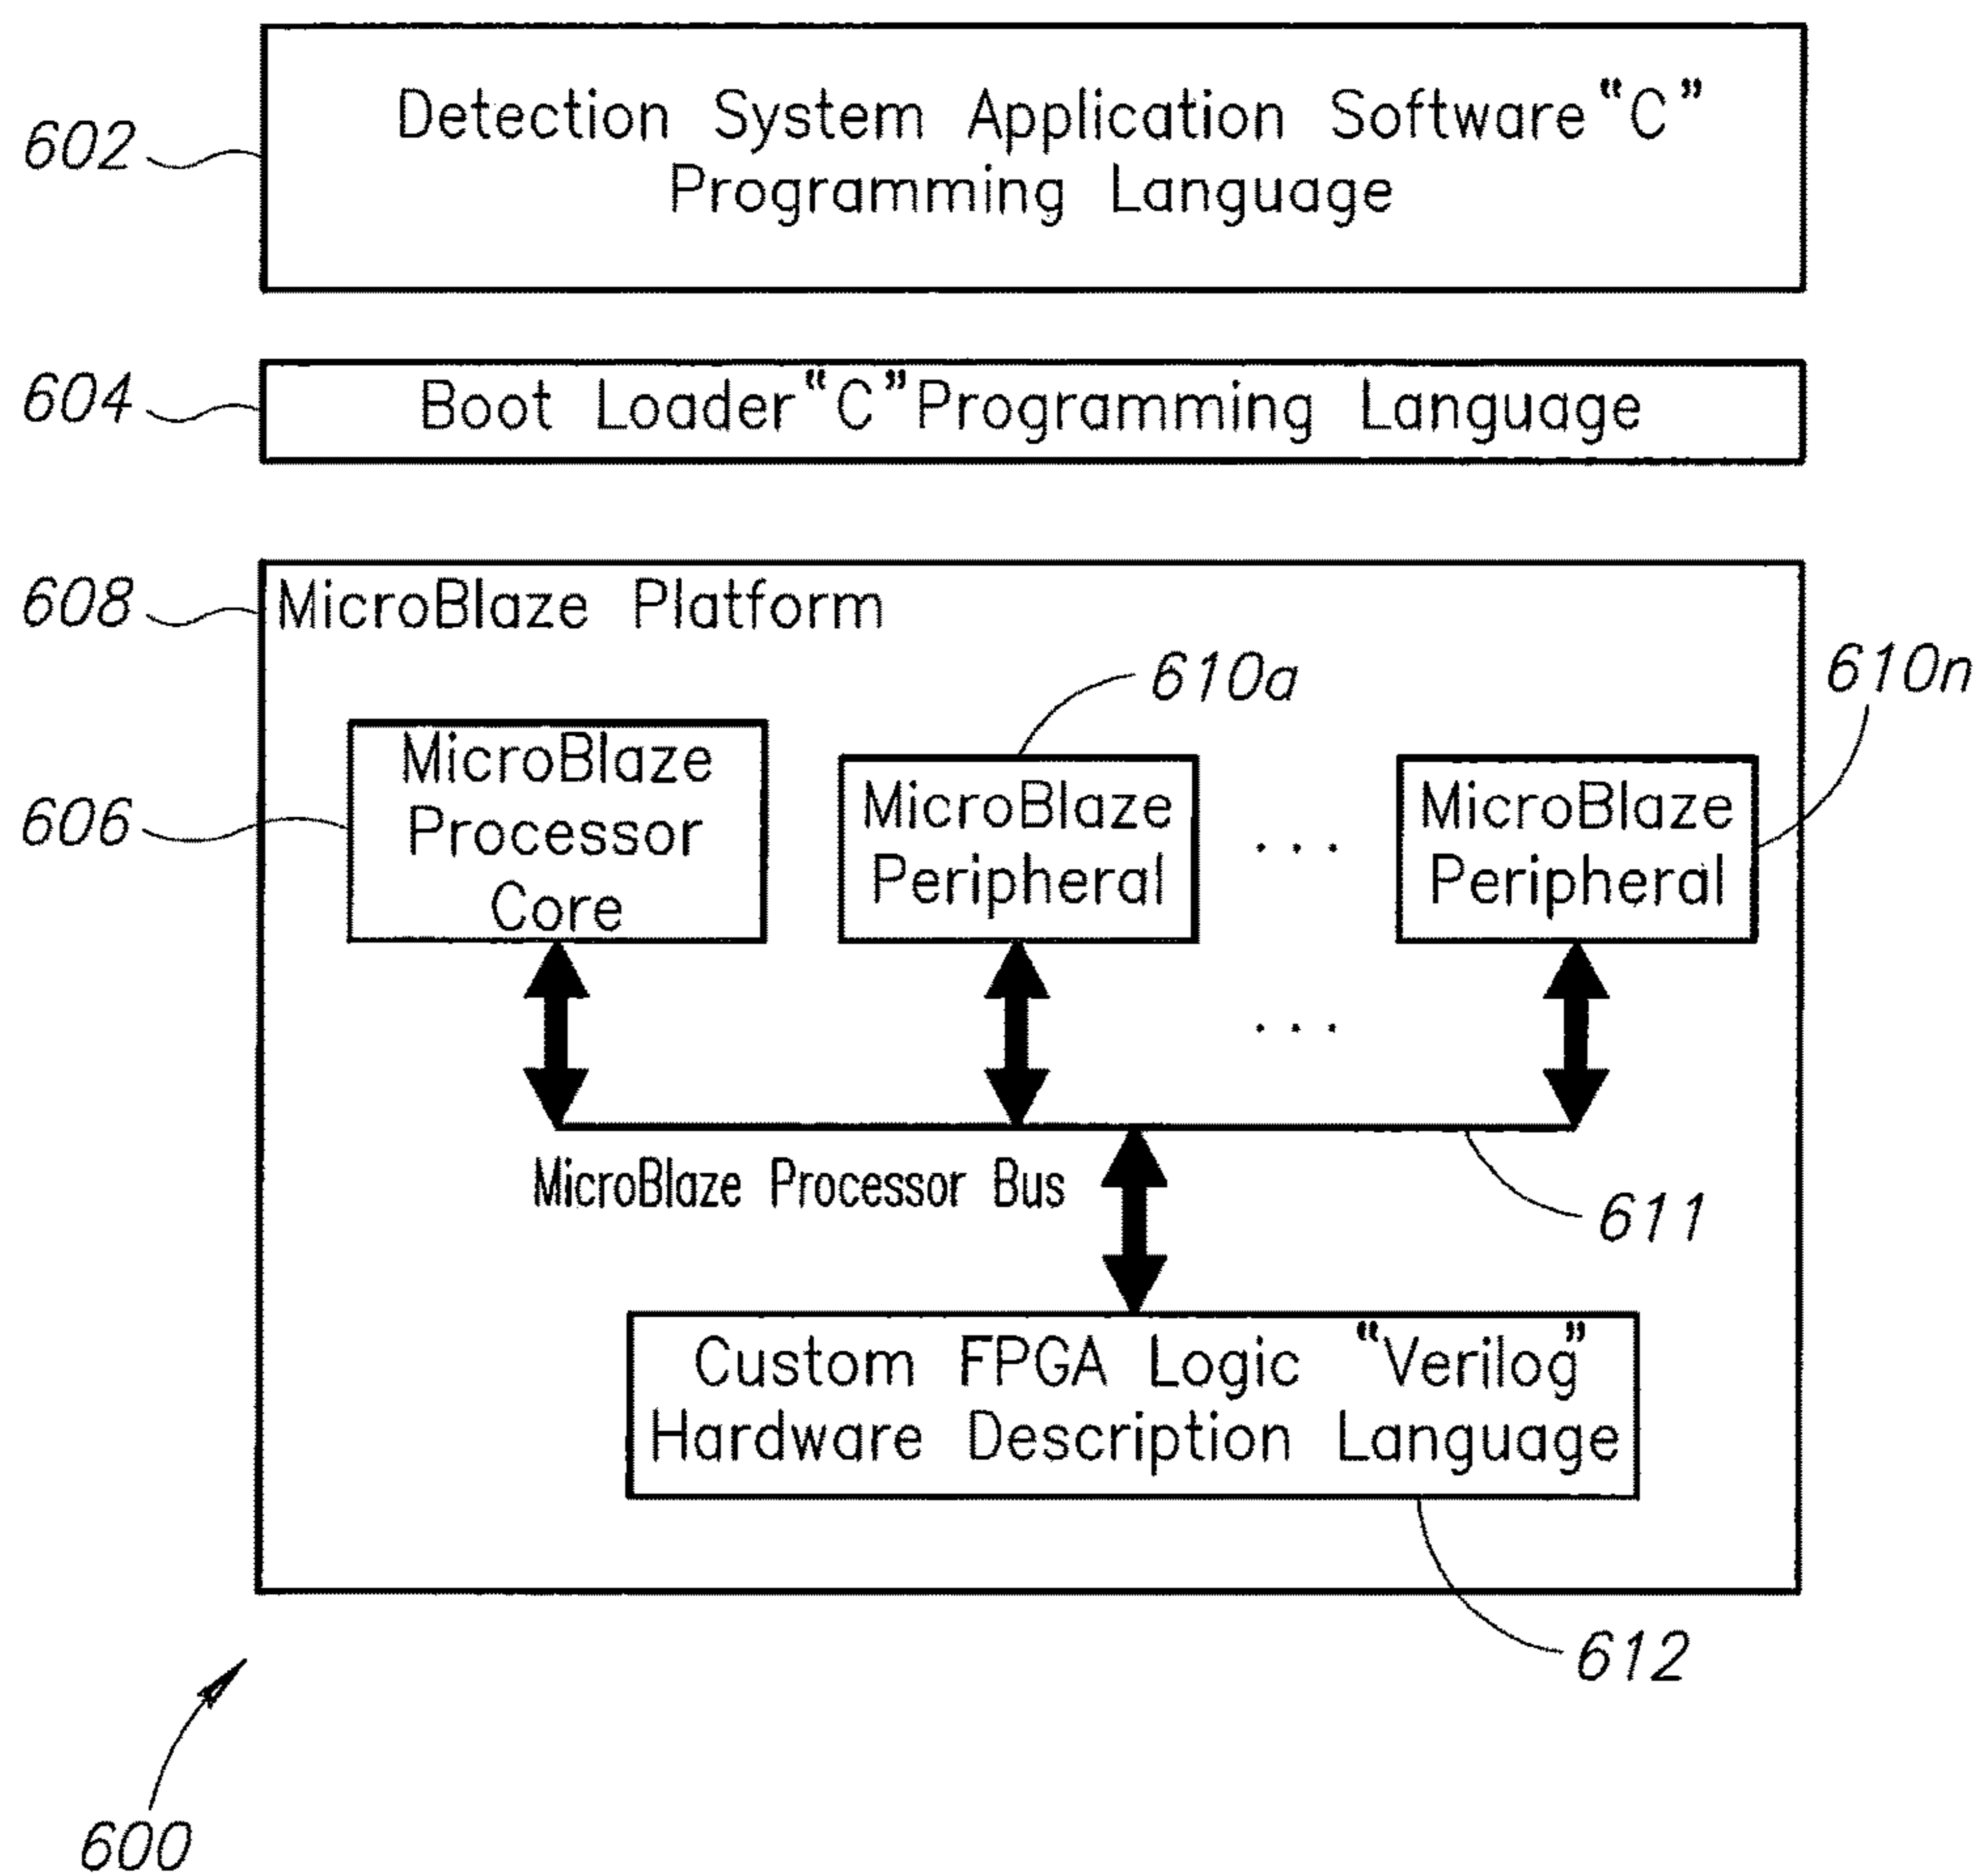 Detection System Application Software “C”
Programming Language
602
604
Boot Loader “C” Programming Language
608
MicroBlaze Platform
610a
610n
606
MicroBlaze
Processor
Core
MicroBlaze
Peripheral
. . .
MicroBlaze
Peripheral
. . .
MicroBlaze Processor Bus
611
Custom FPGA Logic “Verilog”
Hardware Description Language
612
600